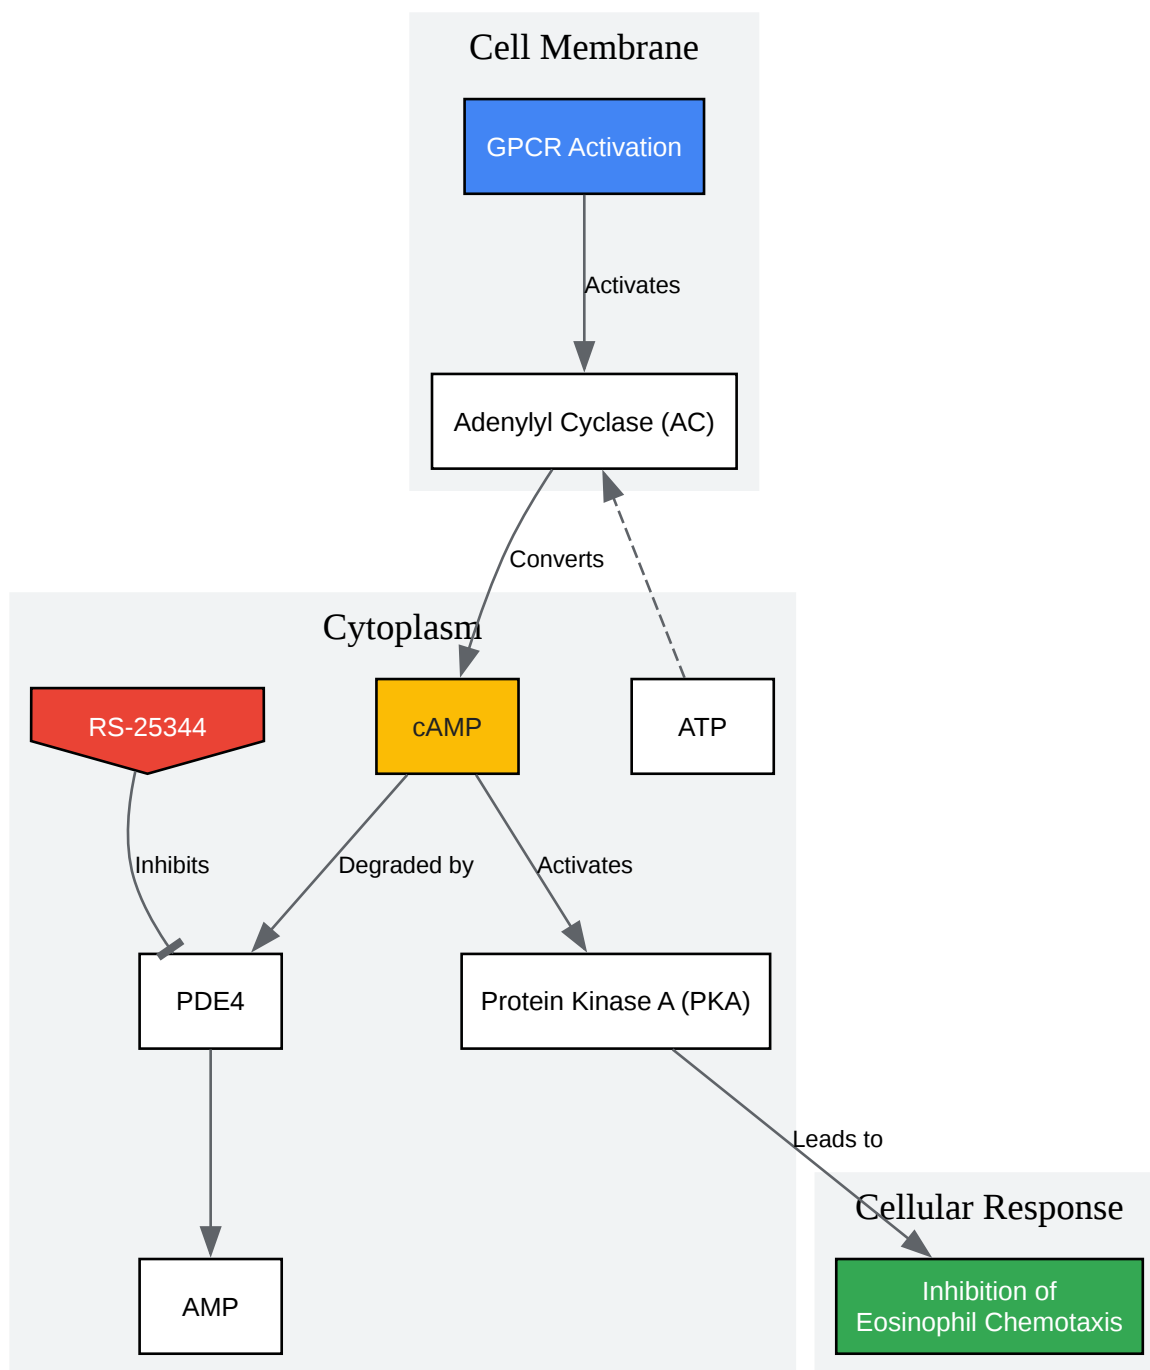 Cell Membrane
GPCR Activation
Activates
Adenylyl Cyclase (AC)
Converts
Cytoplasm
RS-25344
cAMP
ATP
Inhibits
Degraded by
Activates
PDE4
Protein Kinase A (PKA)
Leads to
Cellular Response
AMP
Inhibition of
Eosinophil Chemotaxis